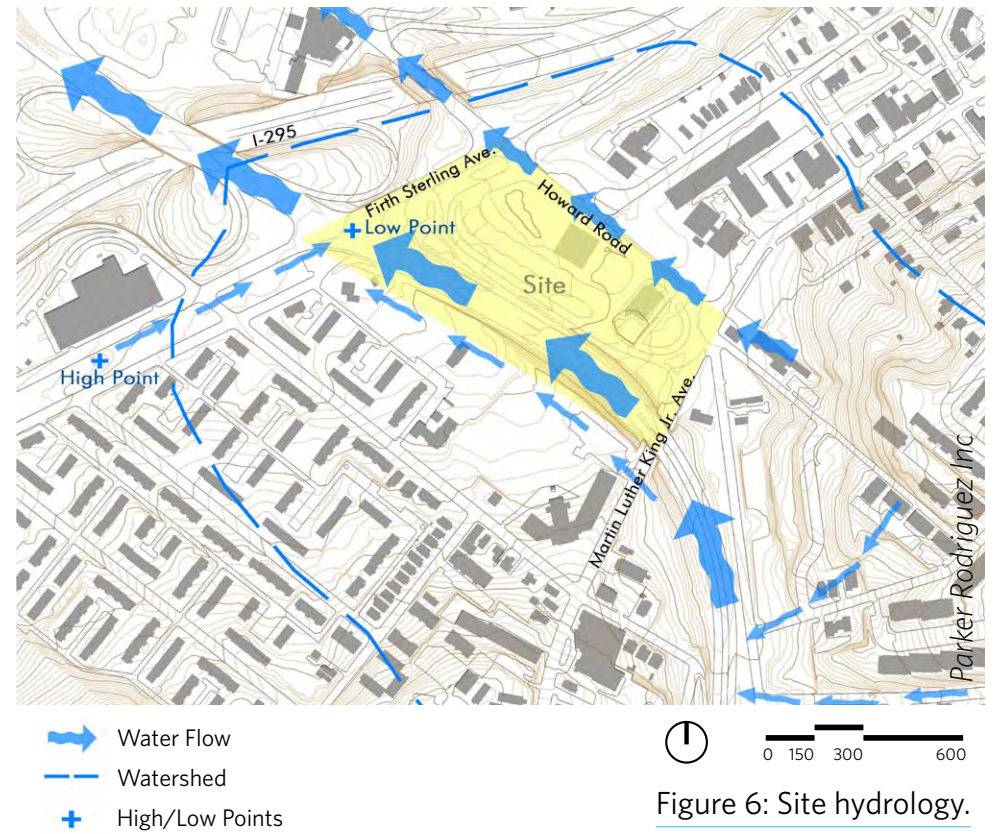 I-295
Firth Sterling Ave.
Low Point
Howard Road
Site
High Point
Martin Luther King Jr. Ave.
Parker Rodriguez Inc
Water Flow
Watershed
High/Low Points
0 150 300 600
Figure 6: Site hydrology.